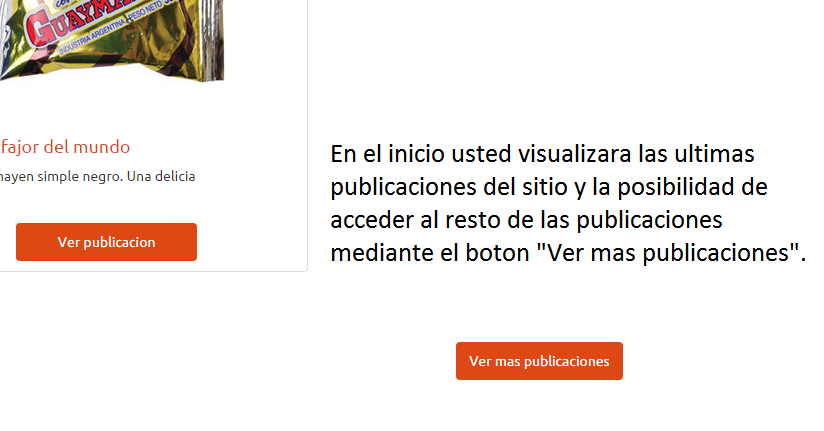 GUAYMA
INDUSTRIA ARGENTINA PESO NETO
fajor del mundo
mayen simple negro. Una delicia
Ver publicacion
En el inicio usted visualizara las ultimas
publicaciones del sitio y la posibilidad de
acceder al resto de las publicaciones
mediante el boton "Ver mas publicaciones".
Ver mas publicaciones